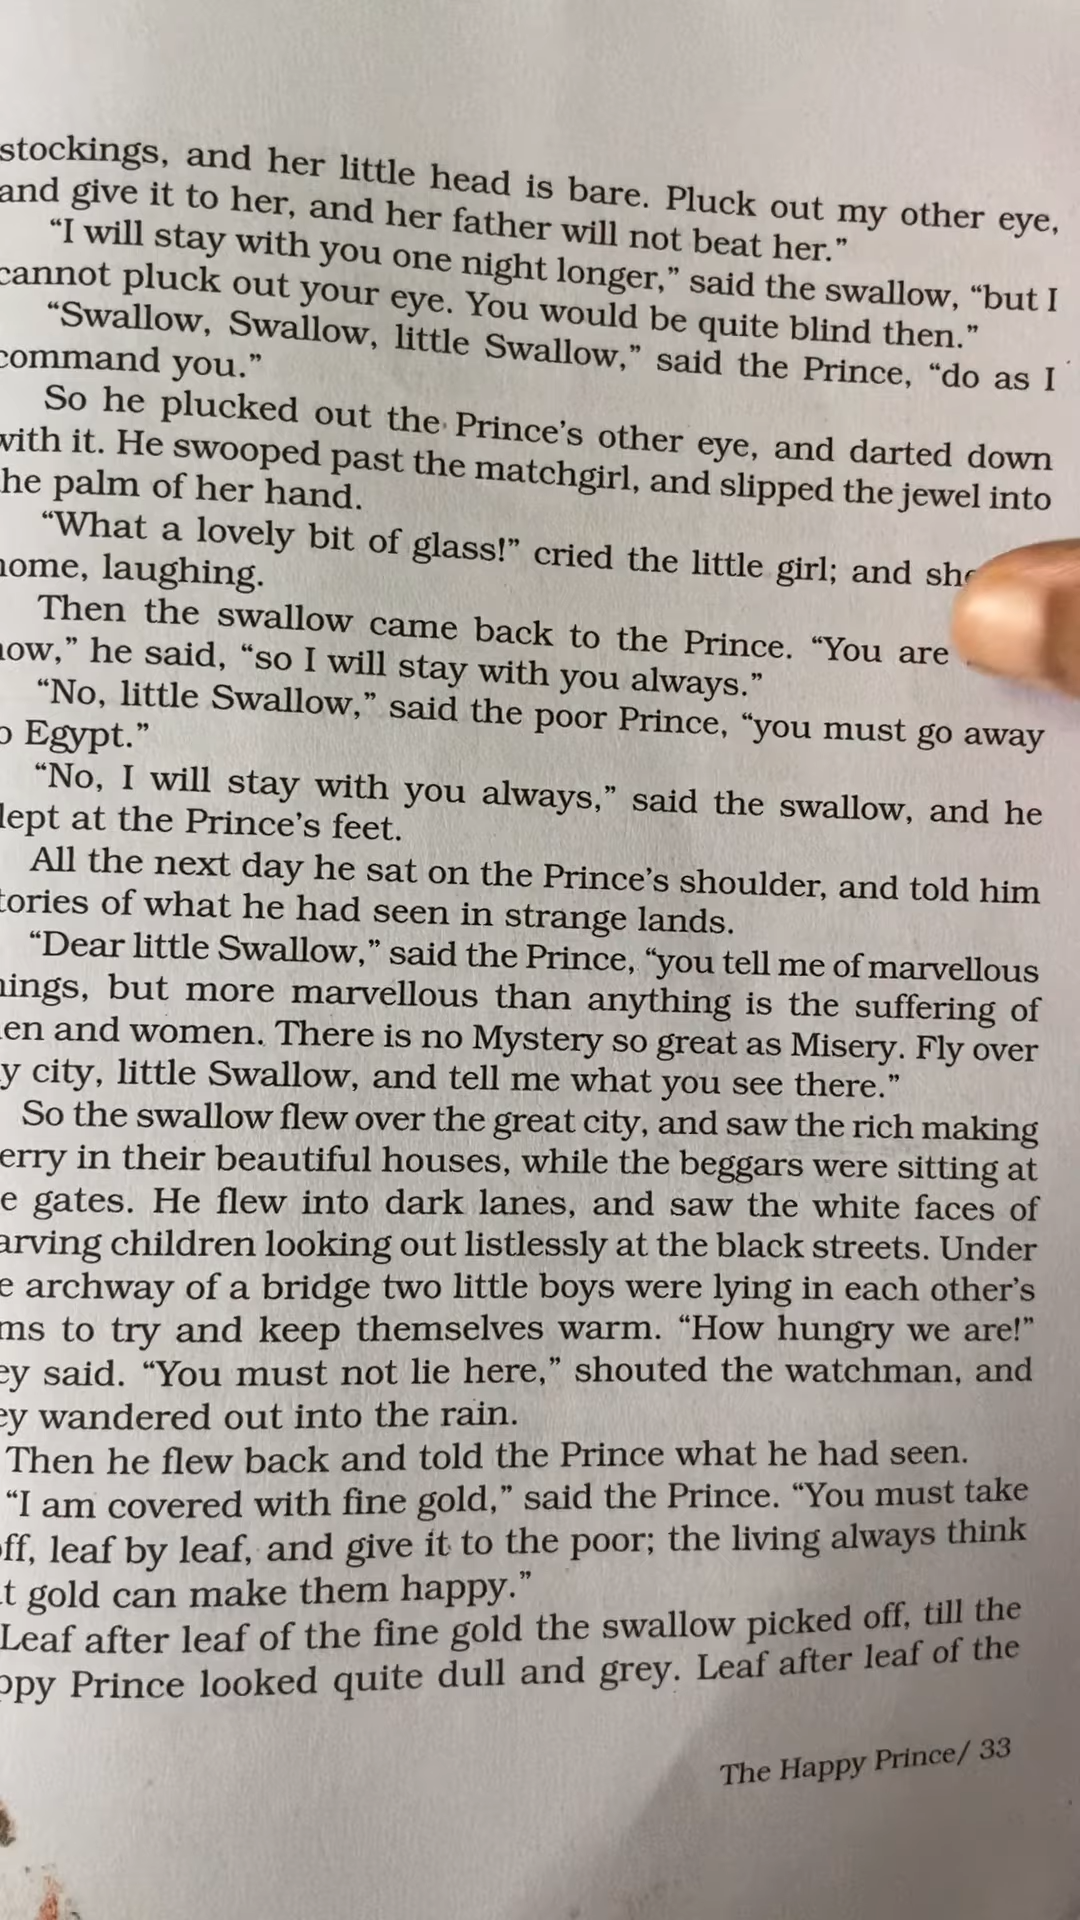 stockings, and her little head is bare. Pluck out my other eye,
and give it to her, and her father will not beat her.”
“I will stay with you one night longer,” said the swallow, “but I
cannot pluck out your eye. You would be quite blind then.”
“Swallow, Swallow, little Swallow,” said the Prince, “do as I
command you.”
So he plucked out the Prince’s other eye, and darted down
with it. He swooped past the matchgirl, and slipped the jewel into
he palm of her hand.
“What a lovely bit of glass!” cried the little girl; and she
home, laughing.
Then the swallow came back to the Prince. “You are
now,” he said, “so I will stay with you always.”
“No, little Swallow,” said the poor Prince, “you must go away
o Egypt.”
“No, I will stay with you always,” said the swallow, and he
lept at the Prince’s feet.
All the next day he sat on the Prince’s shoulder, and told him
tories of what he had seen in strange lands.
“Dear little Swallow,” said the Prince, “you tell me of marvellous
ings, but more marvellous than anything is the suffering of
en and women. There is no Mystery so great as Misery. Fly over
y city, little Swallow, and tell me what you see there.”
So the swallow flew over the great city, and saw the rich making
erry in their beautiful houses, while the beggars were sitting at
e gates. He flew into dark lanes, and saw the white faces of
arving children looking out listlessly at the black streets. Under
e archway of a bridge two little boys were lying in each other’s
ms to try and keep themselves warm. “How hungry we are!”
ey said. “You must not lie here,” shouted the watchman, and
ey wandered out into the rain.
Then he flew back and told the Prince what he had seen.
“I am covered with fine gold,” said the Prince. “You must take
off, leaf by leaf, and give it to the poor; the living always think
t gold can make them happy.”
Leaf after leaf of the fine gold the swallow picked off, till the
ppy Prince looked quite dull and grey. Leaf after leaf of the
The Happy Prince/ 33